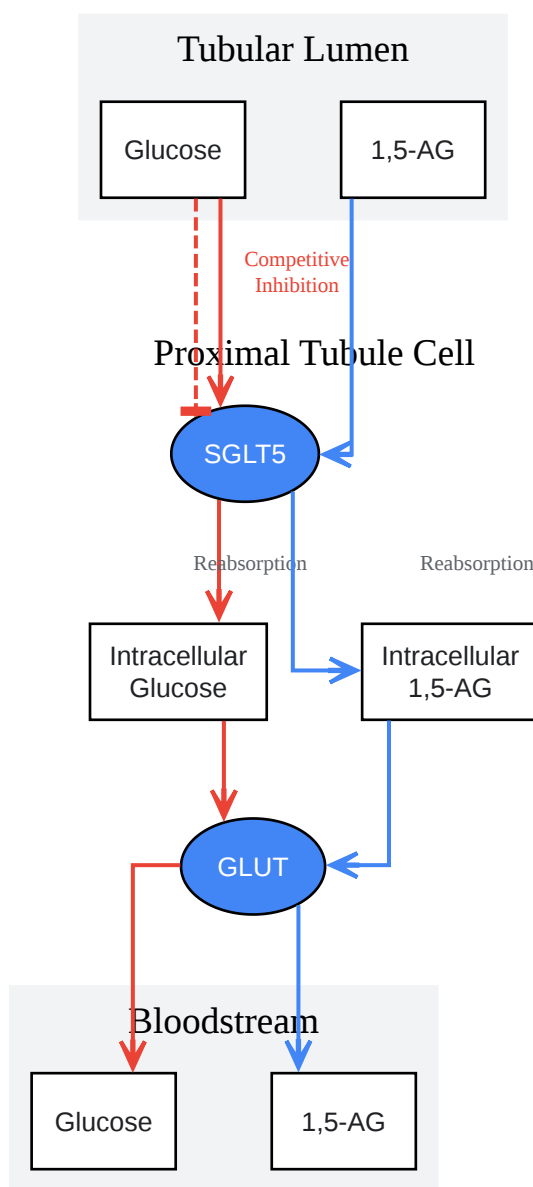 Tubular Lumen
Glucose
1,5-AG
Competitive
Inhibition
Proximal Tubule Cell
SGLT5
Reabsorption
Reabsorption
Intracellular
Glucose
Intracellular
1,5-AG
GLUT
Bloodstream
Glucose
1,5-AG